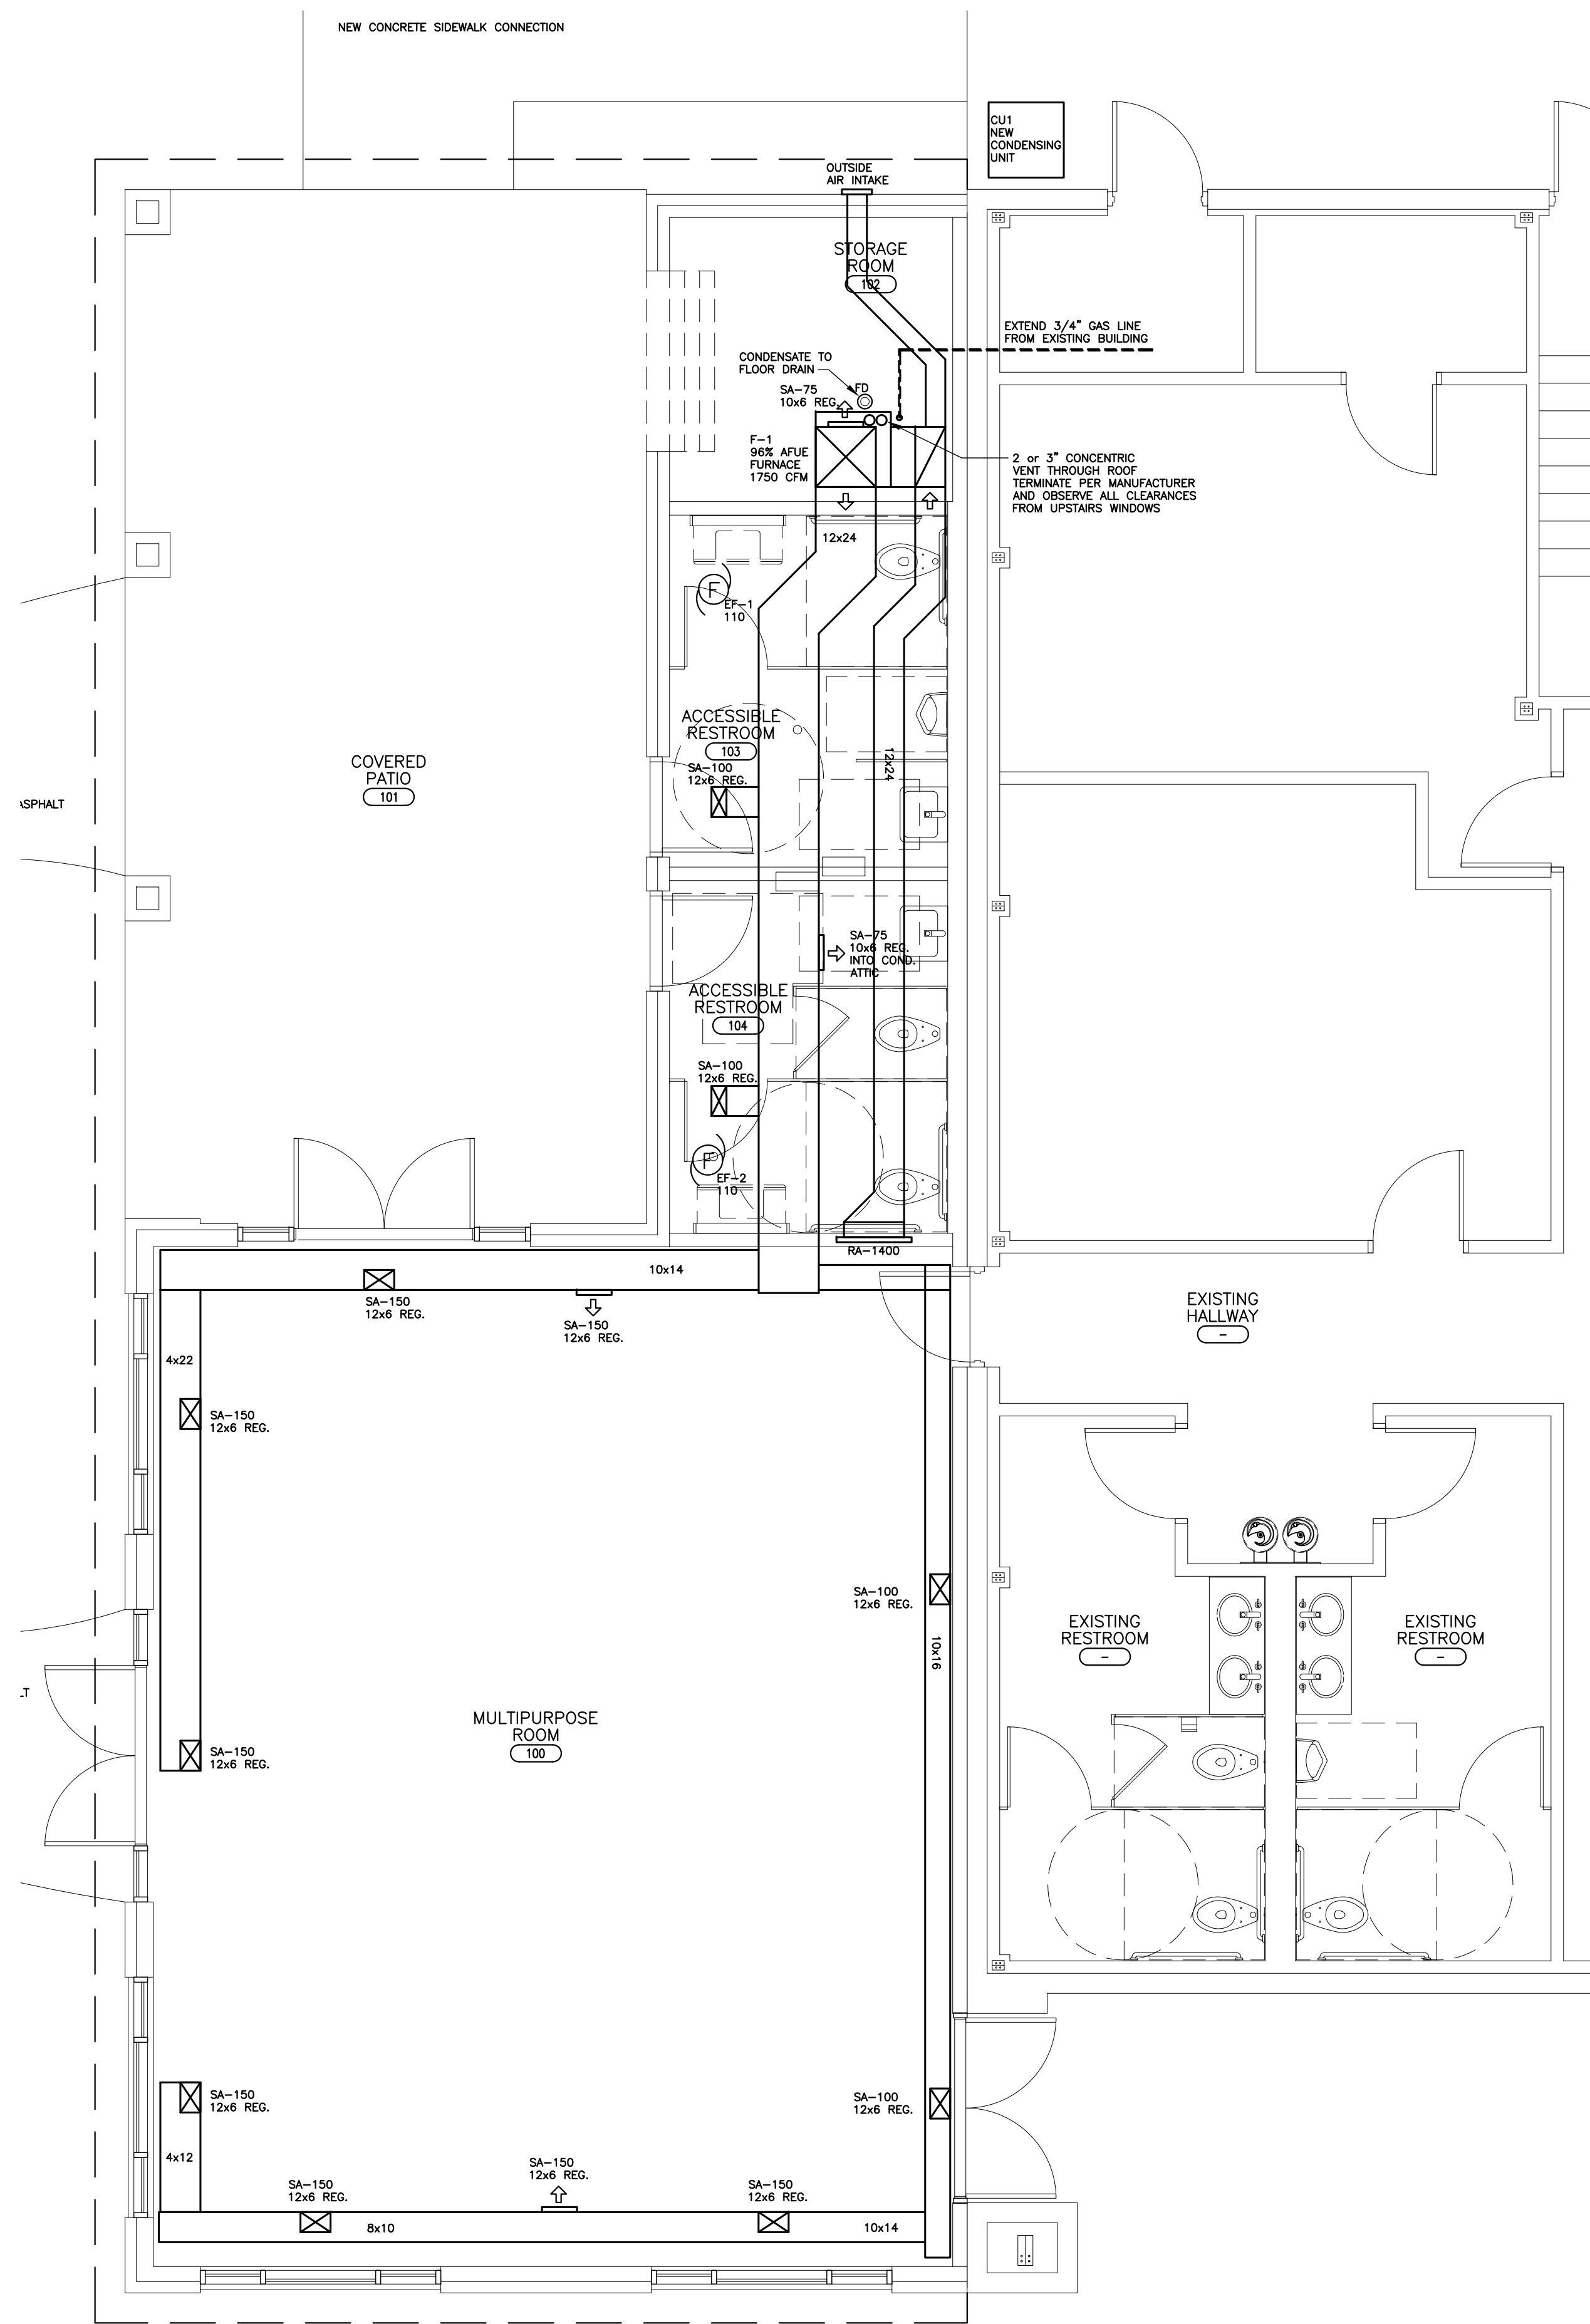 NEW CONCRETE SIDEWALK CONNECTION
CU1
NEW
CONDENSING
UNIT
OUTSIDE
AIR INTAKE
STORAGE
ROOM
102
EXTEND 3/4" GAS LINE
FROM EXISTING BUILDING
CONDENSATE TO
FLOOR DRAIN
FD
SA-75
10x6 REG.
F-1
96% AFUE
FURNACE
1750 CFM
2 or 3" CONCENTRIC
VENT THROUGH ROOF
TERMINATE PER MANUFACTURER
AND OBSERVE ALL CLEARANCES
FROM UPSTAIRS WINDOWS
12x24
F
EF-1
110
ACCESSIBLE
RESTROOM
103
SA-100
12x6 REG.
12x24
COVERED
PATIO
101
ASPHALT
SA-75
10x6 REG.
INTO COND.
ATTIC
ACCESSIBLE
RESTROOM
104
SA-100
12x6 REG.
F
EF-2
110
RA-1400
10x14
SA-150
12x6 REG.
SA-150
12x6 REG.
EXISTING
HALLWAY
-
4x22
SA-150
12x6 REG.
SA-100
12x6 REG.
10x16
EXISTING
RESTROOM
-
EXISTING
RESTROOM
-
LT
MULTIPURPOSE
ROOM
100
SA-150
12x6 REG.
SA-150
12x6 REG.
SA-100
12x6 REG.
4x12
SA-150
12x6 REG.
SA-150
12x6 REG.
SA-150
12x6 REG.
8x10
10x14